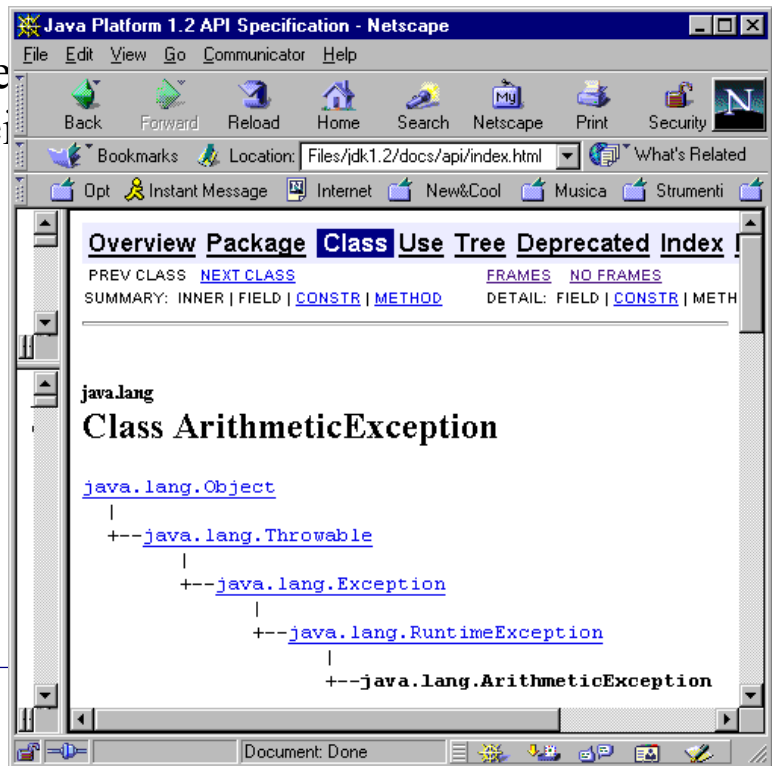 Java Platform 1.2 API Specification - Netscape
File Edit View Go Communicator Help
Back Forward Reload Home Search Netscape Print Security
My
N
Bookmarks Location: Files/jdk1.2/docs/api/index.html What's Related
Opt Instant Message Internet New&Cool Musica Strumenti
Overview Package Class Use Tree Deprecated Index
PREV CLASS NEXT CLASS FRAMES NO FRAMES
SUMMARY: INNER | FIELD | CONSTR | METHOD DETAIL: FIELD | CONSTR | METH
java.lang
Class ArithmeticException
java.lang.Object
|
+--java.lang.Throwable
|
+--java.lang.Exception
|
+--java.lang.RuntimeException
|
+--java.lang.ArithmeticException
Document: Done